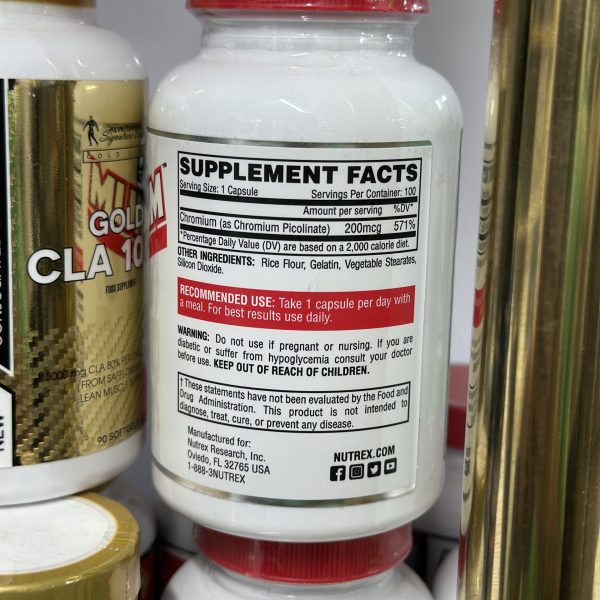 SUPPLEMENT FACTS
Serving Size: 1 Capsule Servings Per Container: 100
Amount per serving %DV*
Chromium (as Chromium Picolinate) 200mcg 571%
*Percentage Daily Value (DV) are based on a 2,000 calorie diet.
OTHER INGREDIENTS: Rice Flour, Gelatin, Vegetable Stearates,
Silicon Dioxide.
RECOMMENDED USE: Take 1 capsule per day with
a meal. For best results use daily.
WARNING: Do not use if pregnant or nursing. If you are
diabetic or suffer from hypoglycemia consult your doctor
before use. KEEP OUT OF REACH OF CHILDREN.
†These statements have not been evaluated by the Food and
Drug Administration. This product is not intended to
diagnose, treat, cure, or prevent any disease.
Manufactured for:
Nutrex Research, Inc.
Oviedo, FL 32765 USA
1-888-3NUTREX
NUTREX.COM
GOLD
CLA 10
FOOD SUPPLEMENT
3000 mg CLA 80% PER
FROM SAFFL
LEAN MUSCLE
90 SOFTGEL
NEW